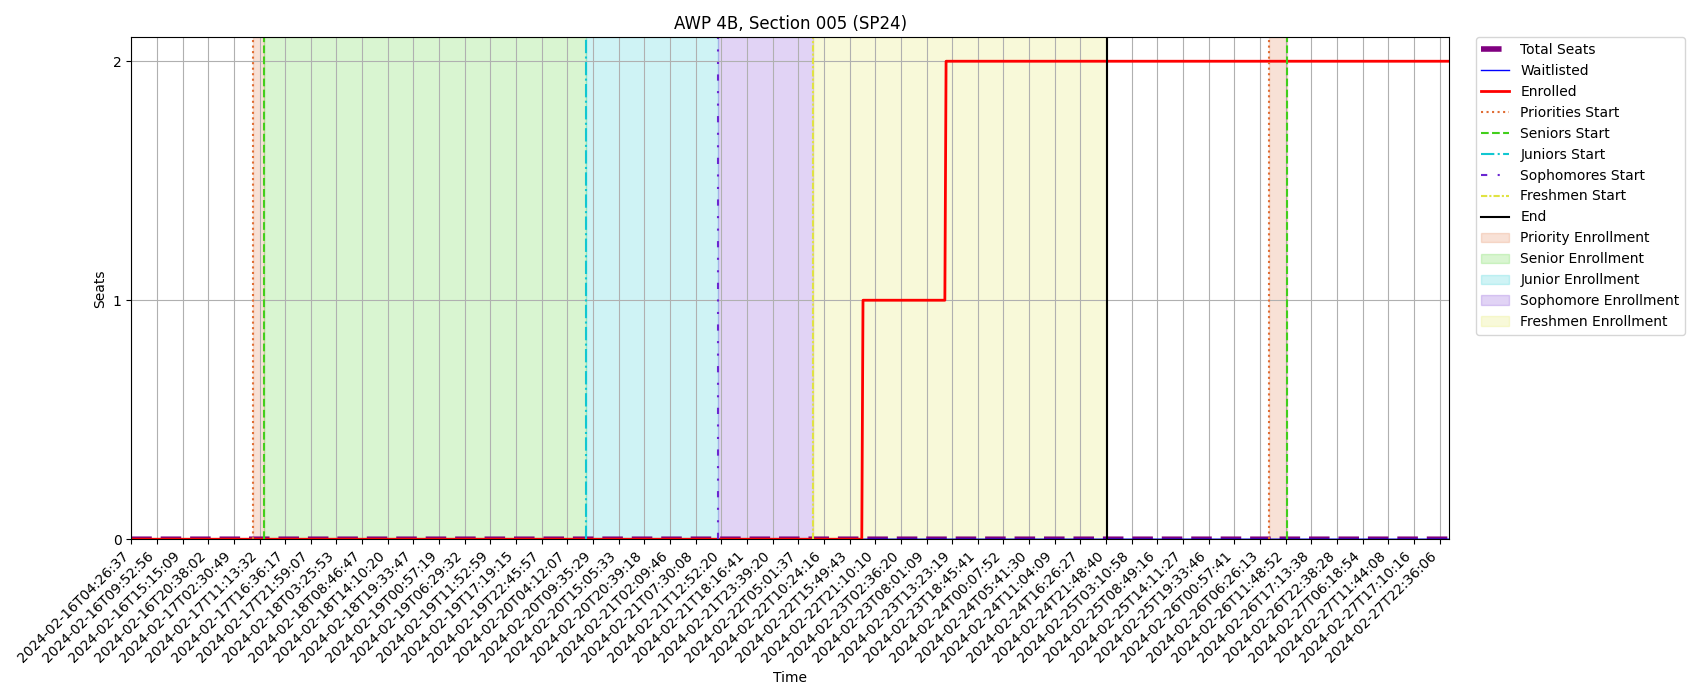 AWP 4B, Section 005 (SP24)
Seats
2
1
0
2024-02-16T04:26:37
2024-02-16T09:52:56
2024-02-16T15:15:09
2024-02-16T20:38:02
2024-02-17T02:30:49
2024-02-17T11:13:32
2024-02-17T16:36:17
2024-02-17T21:59:07
2024-02-18T03:25:53
2024-02-18T08:46:47
2024-02-18T14:10:20
2024-02-18T19:33:47
2024-02-19T00:57:19
2024-02-19T06:29:32
2024-02-19T11:52:59
2024-02-19T17:19:15
2024-02-19T22:45:57
2024-02-20T04:12:07
2024-02-20T09:35:29
2024-02-20T15:05:33
2024-02-20T20:39:18
2024-02-21T02:09:46
2024-02-21T07:30:08
2024-02-21T12:52:20
2024-02-21T18:16:41
2024-02-21T23:39:20
2024-02-22T05:01:37
2024-02-22T10:24:16
2024-02-22T15:49:43
2024-02-22T21:10:10
2024-02-23T02:36:20
2024-02-23T08:01:09
2024-02-23T13:23:19
2024-02-23T18:45:41
2024-02-24T00:07:52
2024-02-24T05:41:30
2024-02-24T11:04:09
2024-02-24T16:26:27
2024-02-24T21:48:40
2024-02-25T03:10:58
2024-02-25T08:49:16
2024-02-25T14:11:27
2024-02-25T19:33:46
2024-02-26T00:57:41
2024-02-26T06:26:13
2024-02-26T11:48:52
2024-02-26T17:13:38
2024-02-26T22:38:28
2024-02-27T06:18:54
2024-02-27T11:44:08
2024-02-27T17:10:16
2024-02-27T22:36:06
Time
Total Seats
Waitlisted
Enrolled
Priorities Start
Seniors Start
Juniors Start
Sophomores Start
Freshmen Start
End
Priority Enrollment
Senior Enrollment
Junior Enrollment
Sophomore Enrollment
Freshmen Enrollment